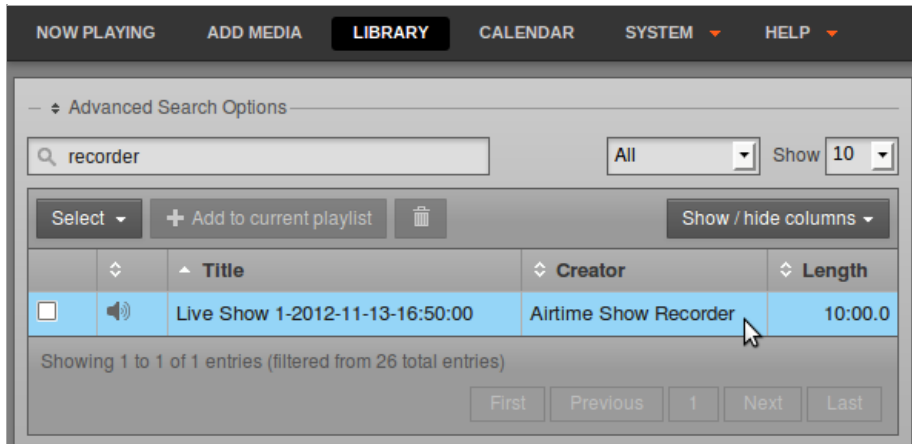 NOW PLAYING ADD MEDIA LIBRARY CALENDAR SYSTEM HELP
Advanced Search Options
recorder All Show 10
Select Add to current playlist Show / hide columns
Title Creator Length
Live Show 1-2012-11-13-16:50:00 Airtime Show Recorder 10:00.0
Showing 1 to 1 of 1 entries (filtered from 26 total entries)
First Previous 1 Next Last